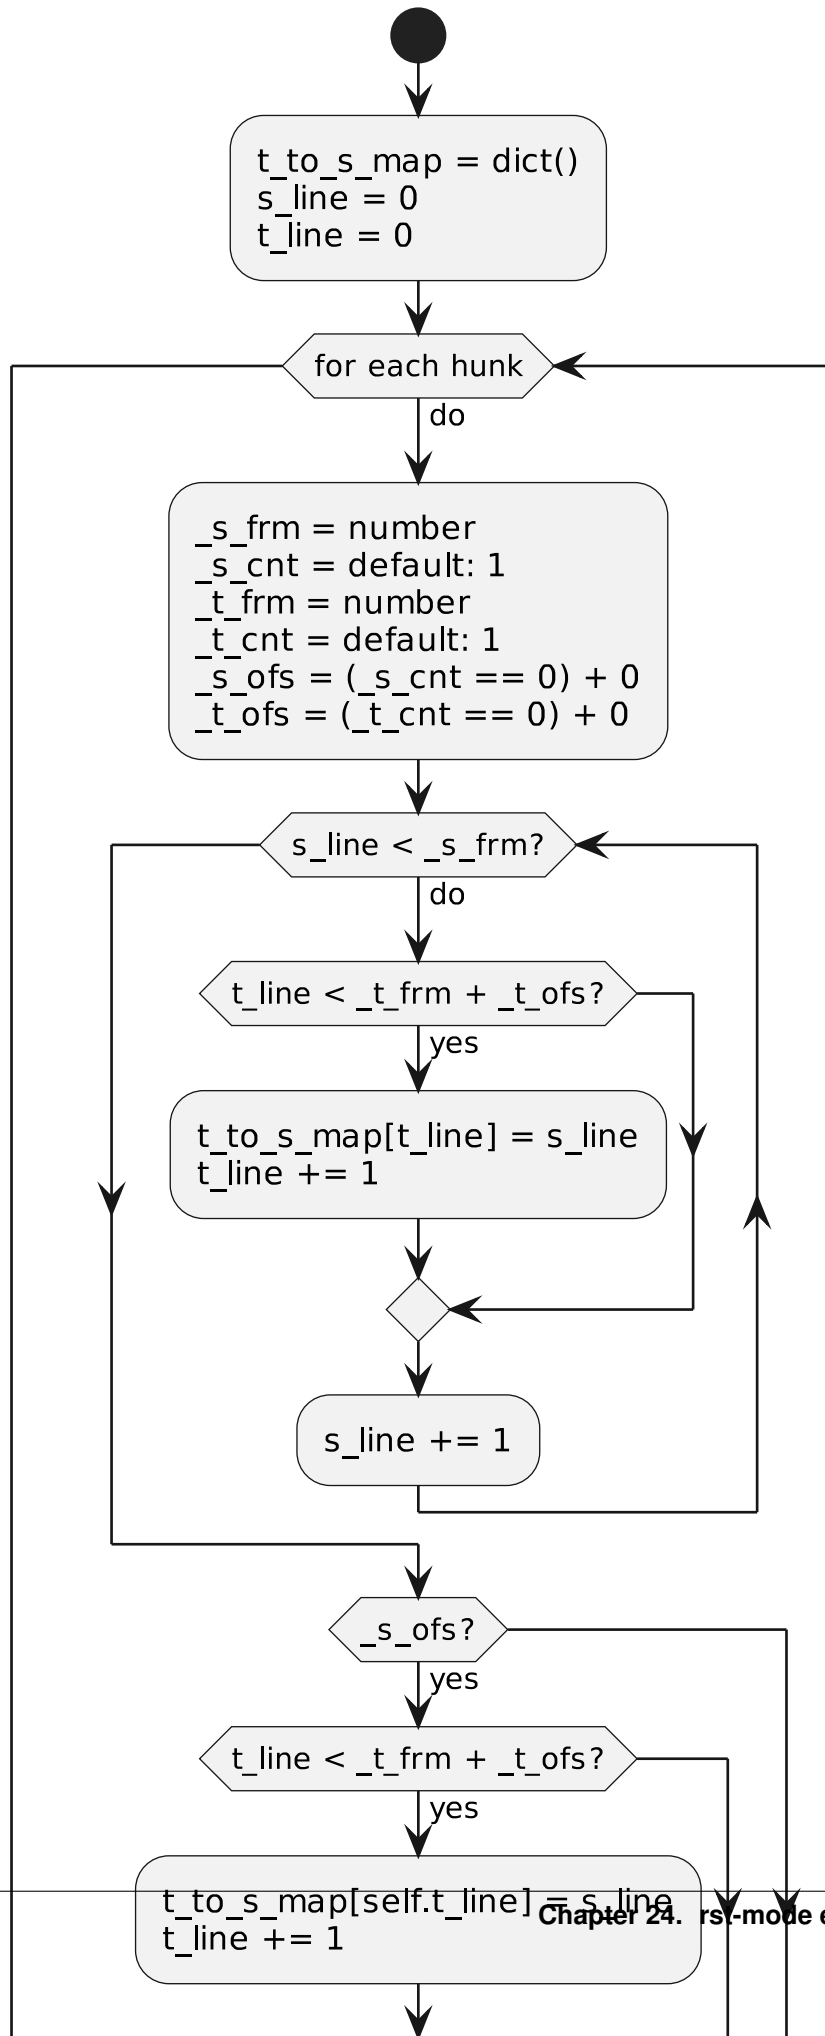 t_to_s_map = dict()
s_line = 0
t_line = 0
for each hunk
do
_s_frm = number
_s_cnt = default: 1
_t_frm = number
_t_cnt = default: 1
_s_ofs = (_s_cnt == 0) + 0
_t_ofs = (_t_cnt == 0) + 0
s_line < _s_frm?
do
t_line < _t_frm + _t_ofs?
yes
t_to_s_map[t_line] = s_line
t_line += 1
s_line += 1
_s_ofs?
yes
t_line < _t_frm + _t_ofs?
yes
t_to_s_map[self.t_line] = s_line
Chapter 24. rst-mode e
t_line += 1